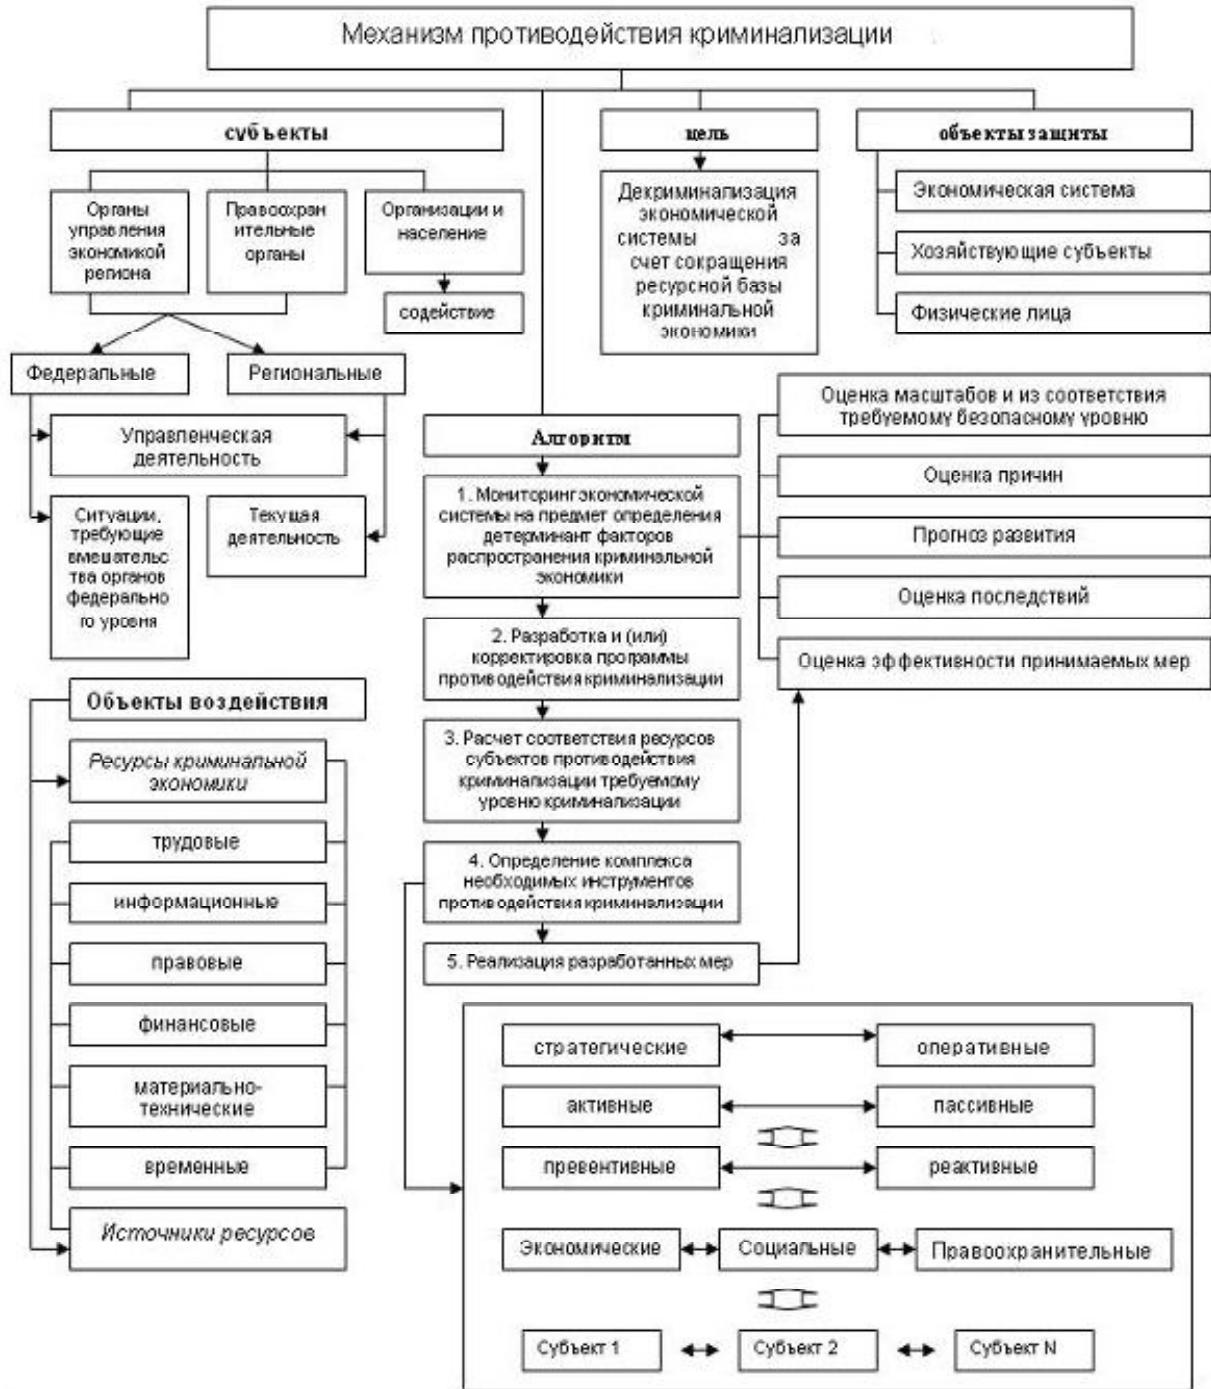 Механизм противодействия криминализации
субъекты
цель
объекты защиты
Органы
управления
экономикой
региона
Правоохран
ительные
органы
Организации и
население
содействие
Декриминализация
экономической
системы за
счет сокращения
ресурсной базы
криминальной
экономики
Экономическая система
Хозяйствующие субъекты
Физические лица
Федеральные
Региональные
Управленческая
деятельность
Ситуации,
требующие
вмешательс
тва органов
федерально
го уровня
Текущая
деятельность
Алгоритм
1. Мониторинг экономической
системы на предмет определения
детерминант факторов
распространения криминальной
экономики
2. Разработка и (или)
корректировка программы
противодействия криминализации
3. Расчет соответствия ресурсов
субъектов противодействия
криминализации требуемому
уровню криминализации
4. Определение комплекса
необходимых инструментов
противодействия криминализации
5. Реализация разработанных мер
Оценка масштабов и из соответствия
требуемому безопасному уровню
Оценка причин
Прогноз развития
Оценка последствий
Оценка эффективности принимаемых мер
Объекты воздействия
Ресурсы криминальной
экономики
трудовые
информационные
правовые
финансовые
материально-
технические
временные
Источники ресурсов
стратегические
оперативные
активные
пассивные
превентивные
реактивные
Экономические
Социальные
Правоохранительные
Субъект 1
Субъект 2
Субъект N